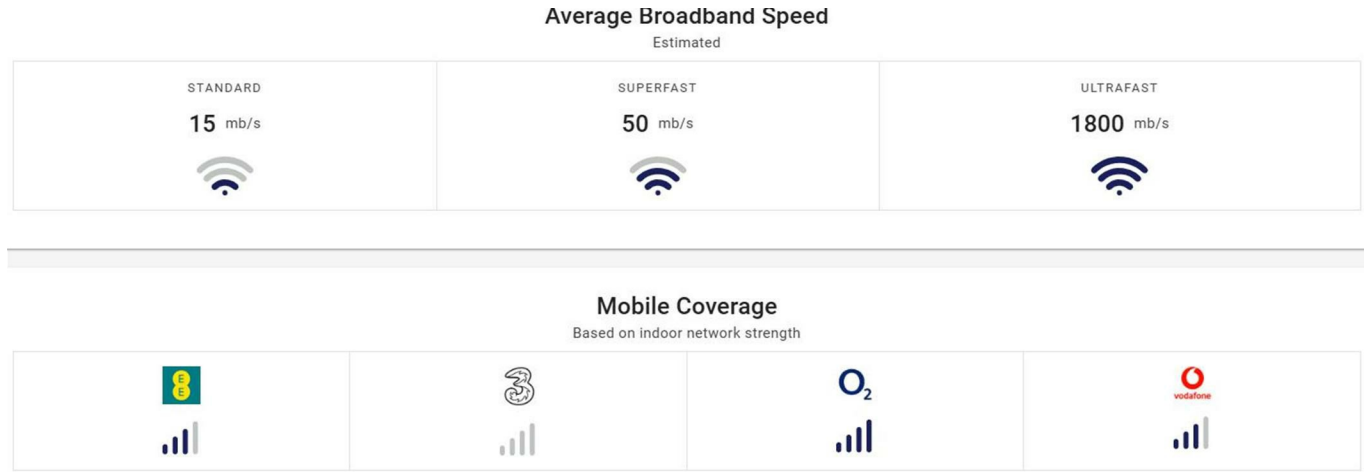 Average Broadband Speed
Estimated
STANDARD
SUPERFAST
ULTRAFAST
15 mb/s
50 mb/s
1800 mb/s
Mobile Coverage
Based on indoor network strength
E
E
3
O2
vodafone